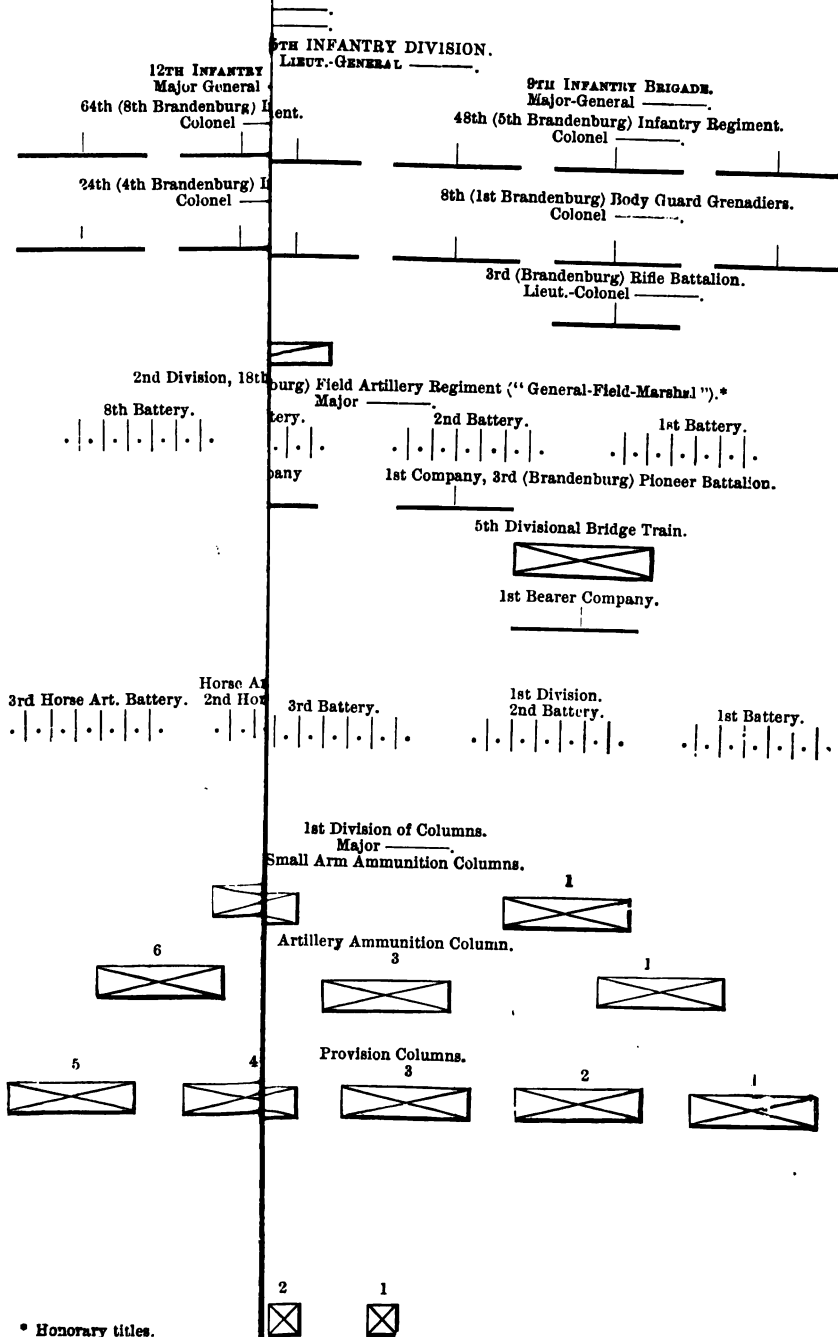 5TH INFANTRY DIVISION.
LIEUT.-GENERAL ———.
12TH INFANTRY
Major General
9TH INFANTRY BRIGADE.
Major-General ———.
64th (8th Brandenburg) I
ent.
Colonel —
48th (5th Brandenburg) Infantry Regiment.
Colonel ———.
24th (4th Brandenburg) I
Colonel —
8th (1st Brandenburg) Body Guard Grenadiers.
Colonel ———.
3rd (Brandenburg) Rifle Battalion.
Lieut.-Colonel ———.
2nd Division, 18th
burg) Field Artillery Regiment (“General-Field-Marshal”).*
Major ———.
8th Battery.
tery.
2nd Battery.
1st Battery.
pany
1st Company, 3rd (Brandenburg) Pioneer Battalion.
5th Divisional Bridge Train.
1st Bearer Company.
Horse Ar
3rd Horse Art. Battery.
2nd Hor
3rd Battery.
1st Division.
2nd Battery.
1st Battery.
1st Division of Columns.
Major ———.
Small Arm Ammunition Columns.
1
Artillery Ammunition Column.
6
3
1
Provision Columns.
5
4
3
2
1
2
1
* Honorary titles.